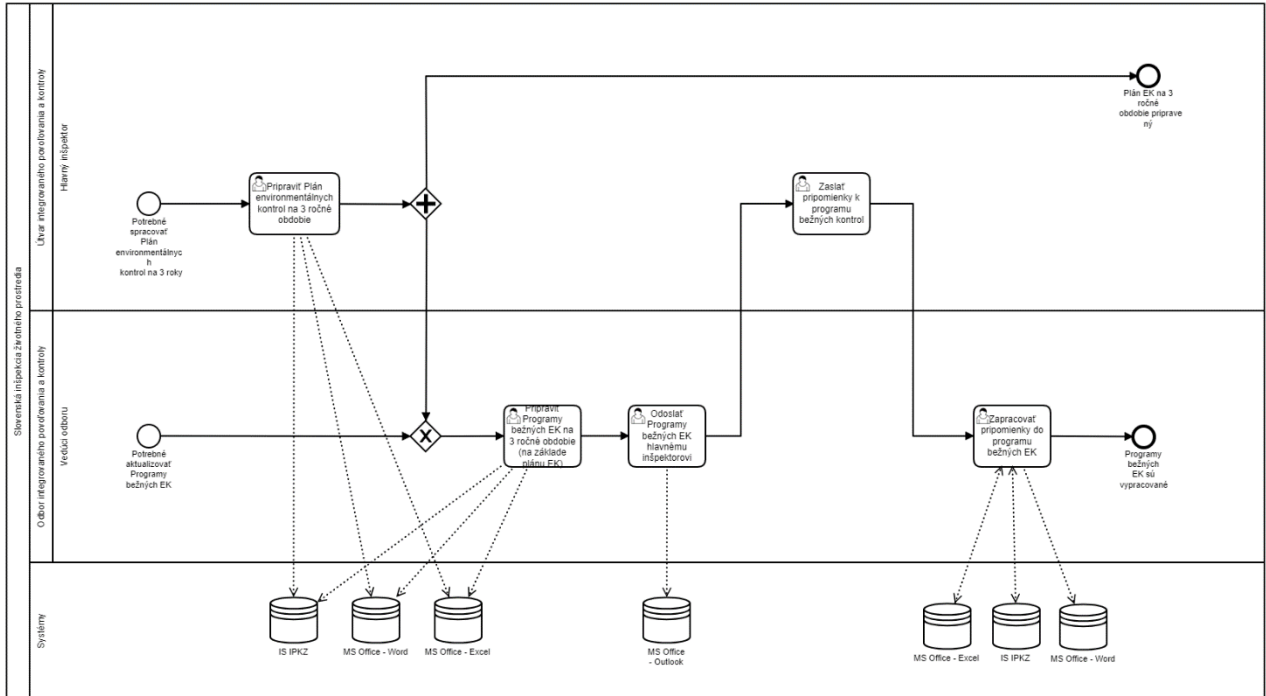 Slovenská inšpekcia životného prostredia
Útvar integrovaného povoľovania a kontroly
Hlavný inšpektor
Potrebné
spracovať
Plán
environmentálnyc
h
kontrol na 3 roky
Pripraviť Plán
environmentálnych
kontrol na 3 ročné
obdobie
Zaslať
pripomienky k
programu
bežných kontrol
Plán EK na 3
ročné
obdobie priprave
ný
Odbor integrovaného povoľovania a kontroly
Vedúci odboru
Potrebné
aktualizovať
Programy
bežných EK
Pripraviť
Programy
bežných EK na
3 ročné obdobie
(na základe
plánu EK)
Odoslať
Programy
bežných EK
hlavnému
inšpektorovi
Zapracovať
pripomienky do
programu
bežných EK
Programy
bežných
EK sú
vypracované
Systémy
IS IPKZ
MS Office - Word
MS Office - Excel
MS Office
- Outlook
MS Office - Excel
IS IPKZ
MS Office - Word